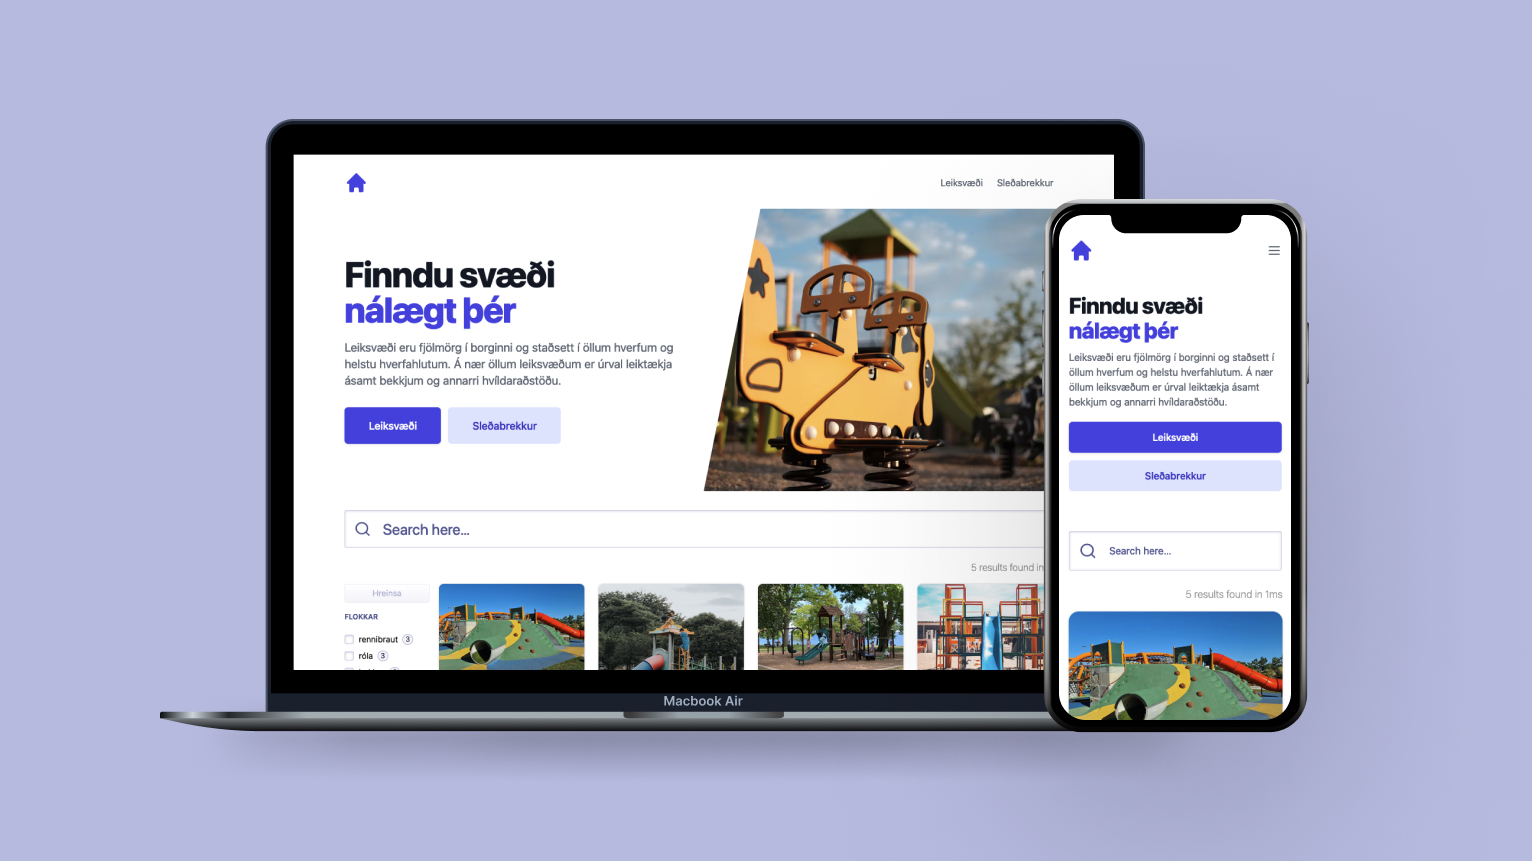 Leiksvæði
Sleðabrekkur
Finndu svæði
nálægt þér
Leiksvæði eru fjölmörg í borginni og staðsett í öllum hverfum og
helstu hverfahlutum. Á nær öllum leiksvæðum er úrval leiktækja
ásamt bekkjum og annarri hvíldaraðstöðu.
Leiksvæði
Sleðabrekkur
Search here...
5 results found in
Hreinsa
FLOKKAR
rennibraut 3
róla 3
Macbook Air
Finndu svæði
nálægt þér
Leiksvæði eru fjölmörg í borginni og staðsett í
öllum hverfum og helstu hverfahlutum. Á nær
öllum leiksvæðum er úrval leiktækja ásamt
bekkjum og annarri hvíldaraðstöðu.
Leiksvæði
Sleðabrekkur
Search here...
5 results found in 1ms